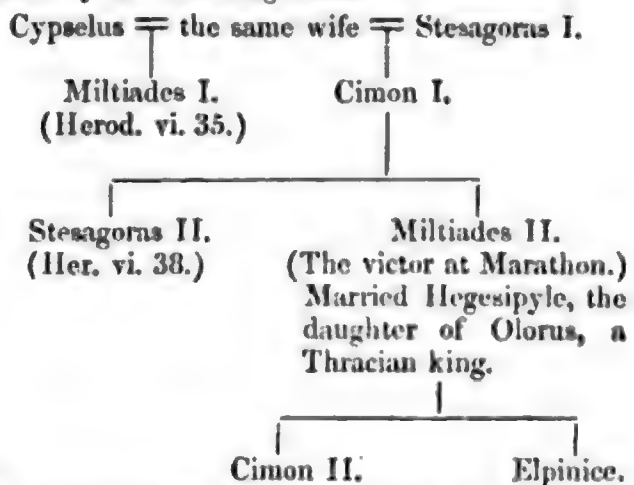 Cypselus = the same wife = Stesagoras I.
Miltiades I. Cimon I.
(Herod. vi. 35.)
Stesagoras II. Miltiades II.
(Her. vi. 38.) (The victor at Marathon.)
Married Hegesipyle, the
daughter of Olorus, a
Thracian king.
Cimon II. Elpinice.